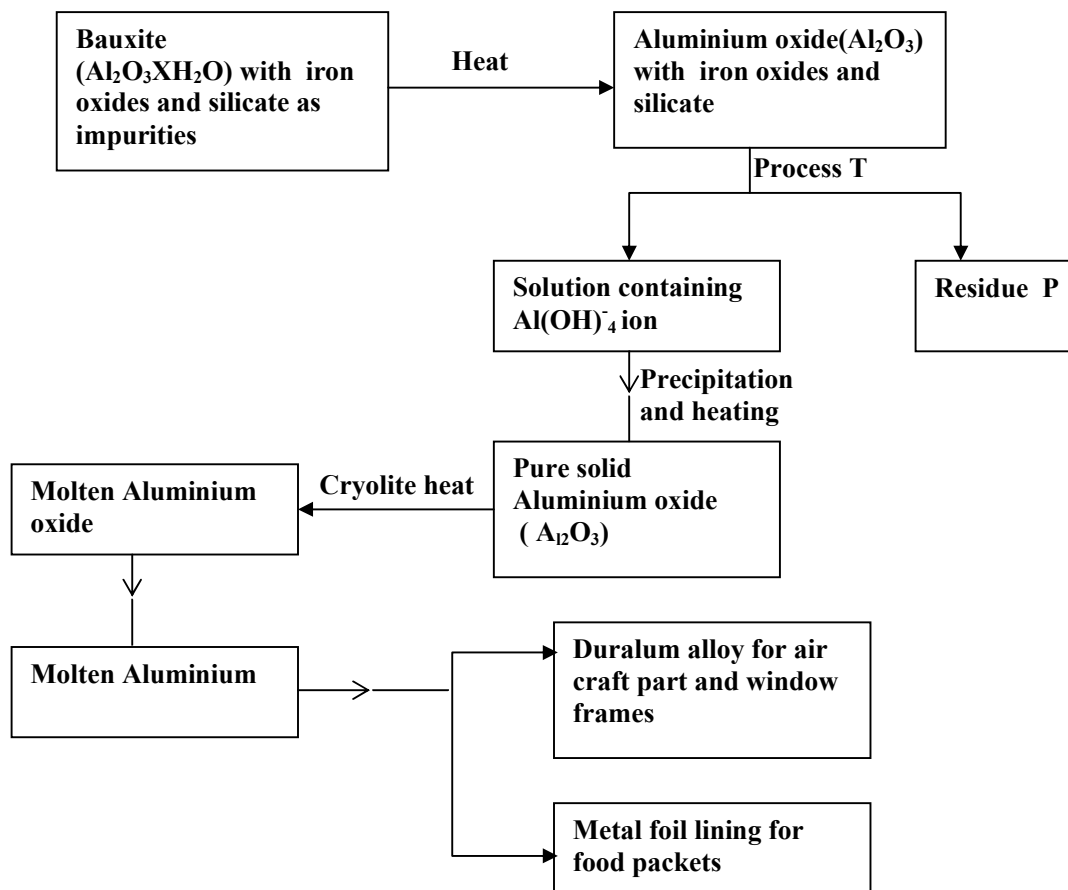 Bauxite
(Al₂O₃XH₂O) with iron
oxides and silicate as
impurities
Heat
Aluminium oxide(Al₂O₃)
with iron oxides and
silicate
Process T
Solution containing
Al(OH)⁻₄ ion
Residue P
Precipitation
and heating
Pure solid
Aluminium oxide
( A₁₂O₃)
Cryolite heat
Molten Aluminium
oxide
Molten Aluminium
Duralum alloy for air
craft part and window
frames
Metal foil lining for
food packets